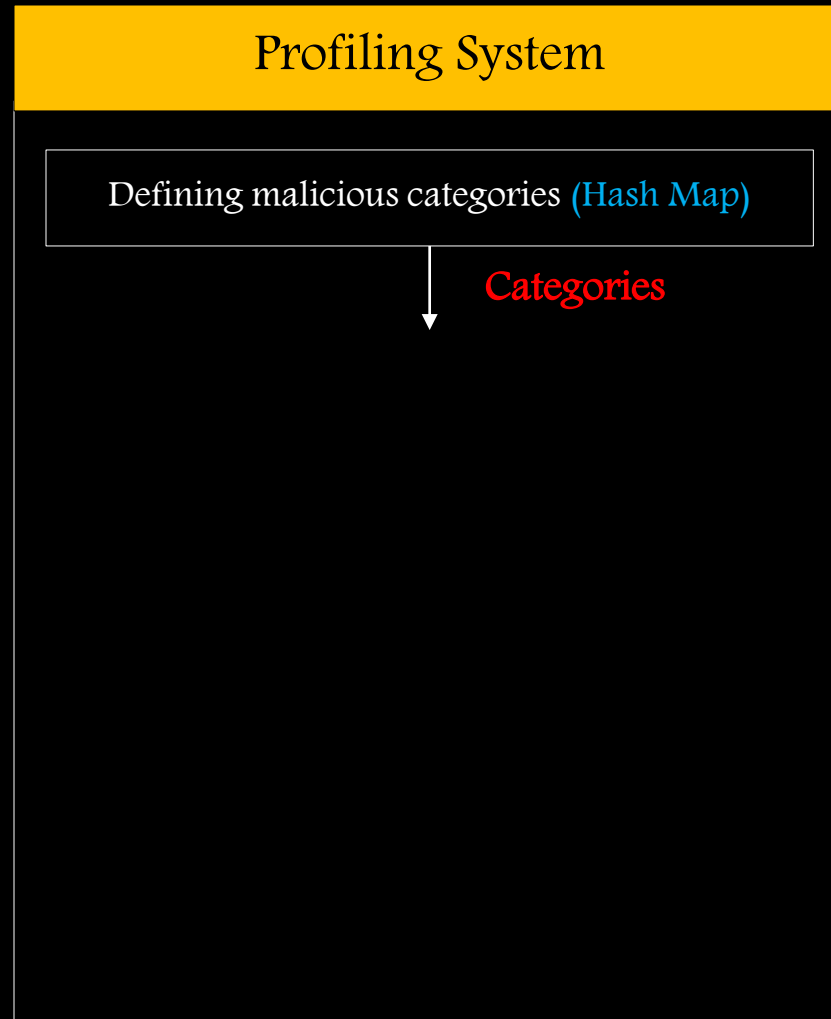 Profiling System
Defining malicious categories (Hash Map)
Categories